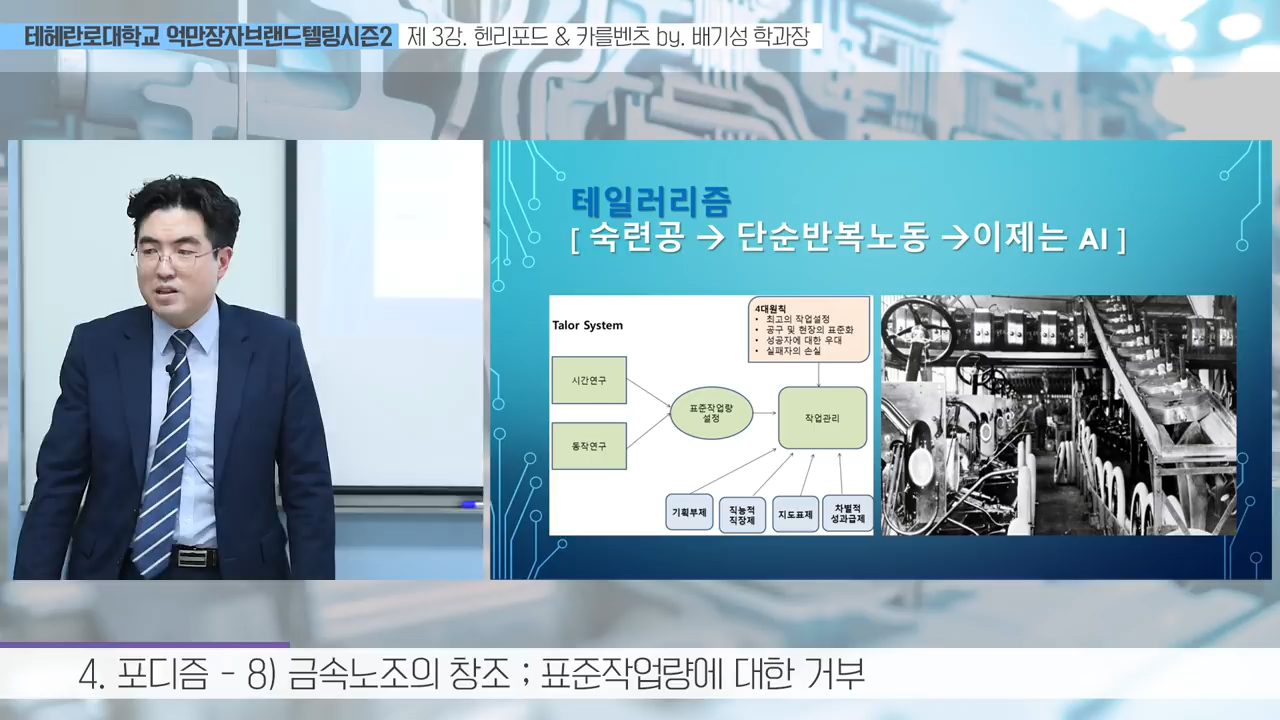 테헤란로대학교 억만장자브랜드텔링시즌2 제 3강. 헨리포드 & 카를벤츠 by. 배기성 학과장
테일러리즘
[ 숙련공 → 단순반복노동 →이제는 AI ]
Talor System
4대원칙
• 최고의 작업설정
• 공구 및 현장의 표준화
• 성공자에 대한 우대
• 실패자의 손실
시간연구
동작연구
표준작업량
설정
작업관리
기획부제
직능적
직장제
지도표제
차별적
성과급제
4. 포디즘 - 8) 금속노조의 창조 ; 표준작업량에 대한 거부